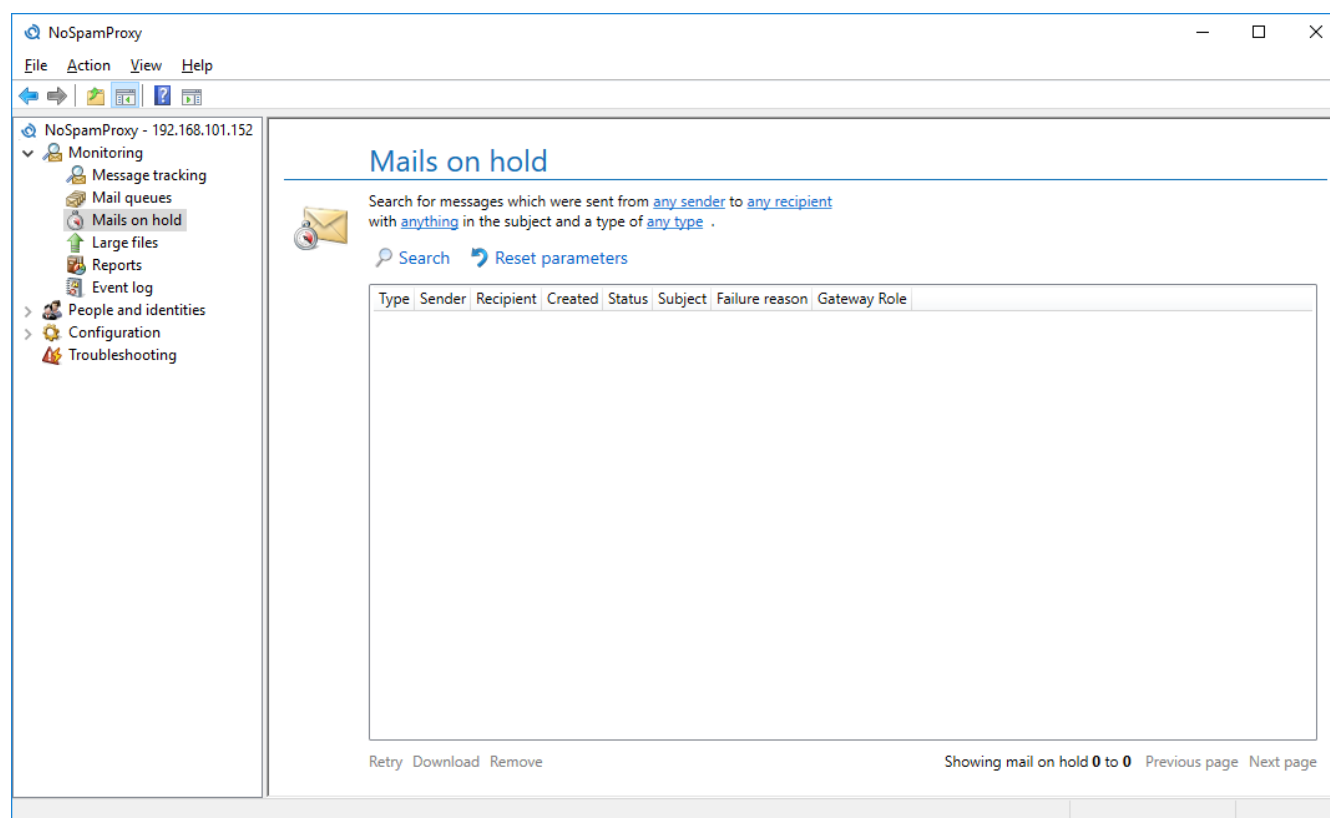 NoSpamProxy
File Action View Help
NoSpamProxy - 192.168.101.152
Monitoring
Message tracking
Mail queues
Mails on hold
Large files
Reports
Event log
People and identities
Configuration
Troubleshooting
Mails on hold
Search for messages which were sent from any sender to any recipient
with anything in the subject and a type of any type .
Search Reset parameters
Type Sender Recipient Created Status Subject Failure reason Gateway Role
Retry Download Remove Showing mail on hold 0 to 0 Previous page Next page